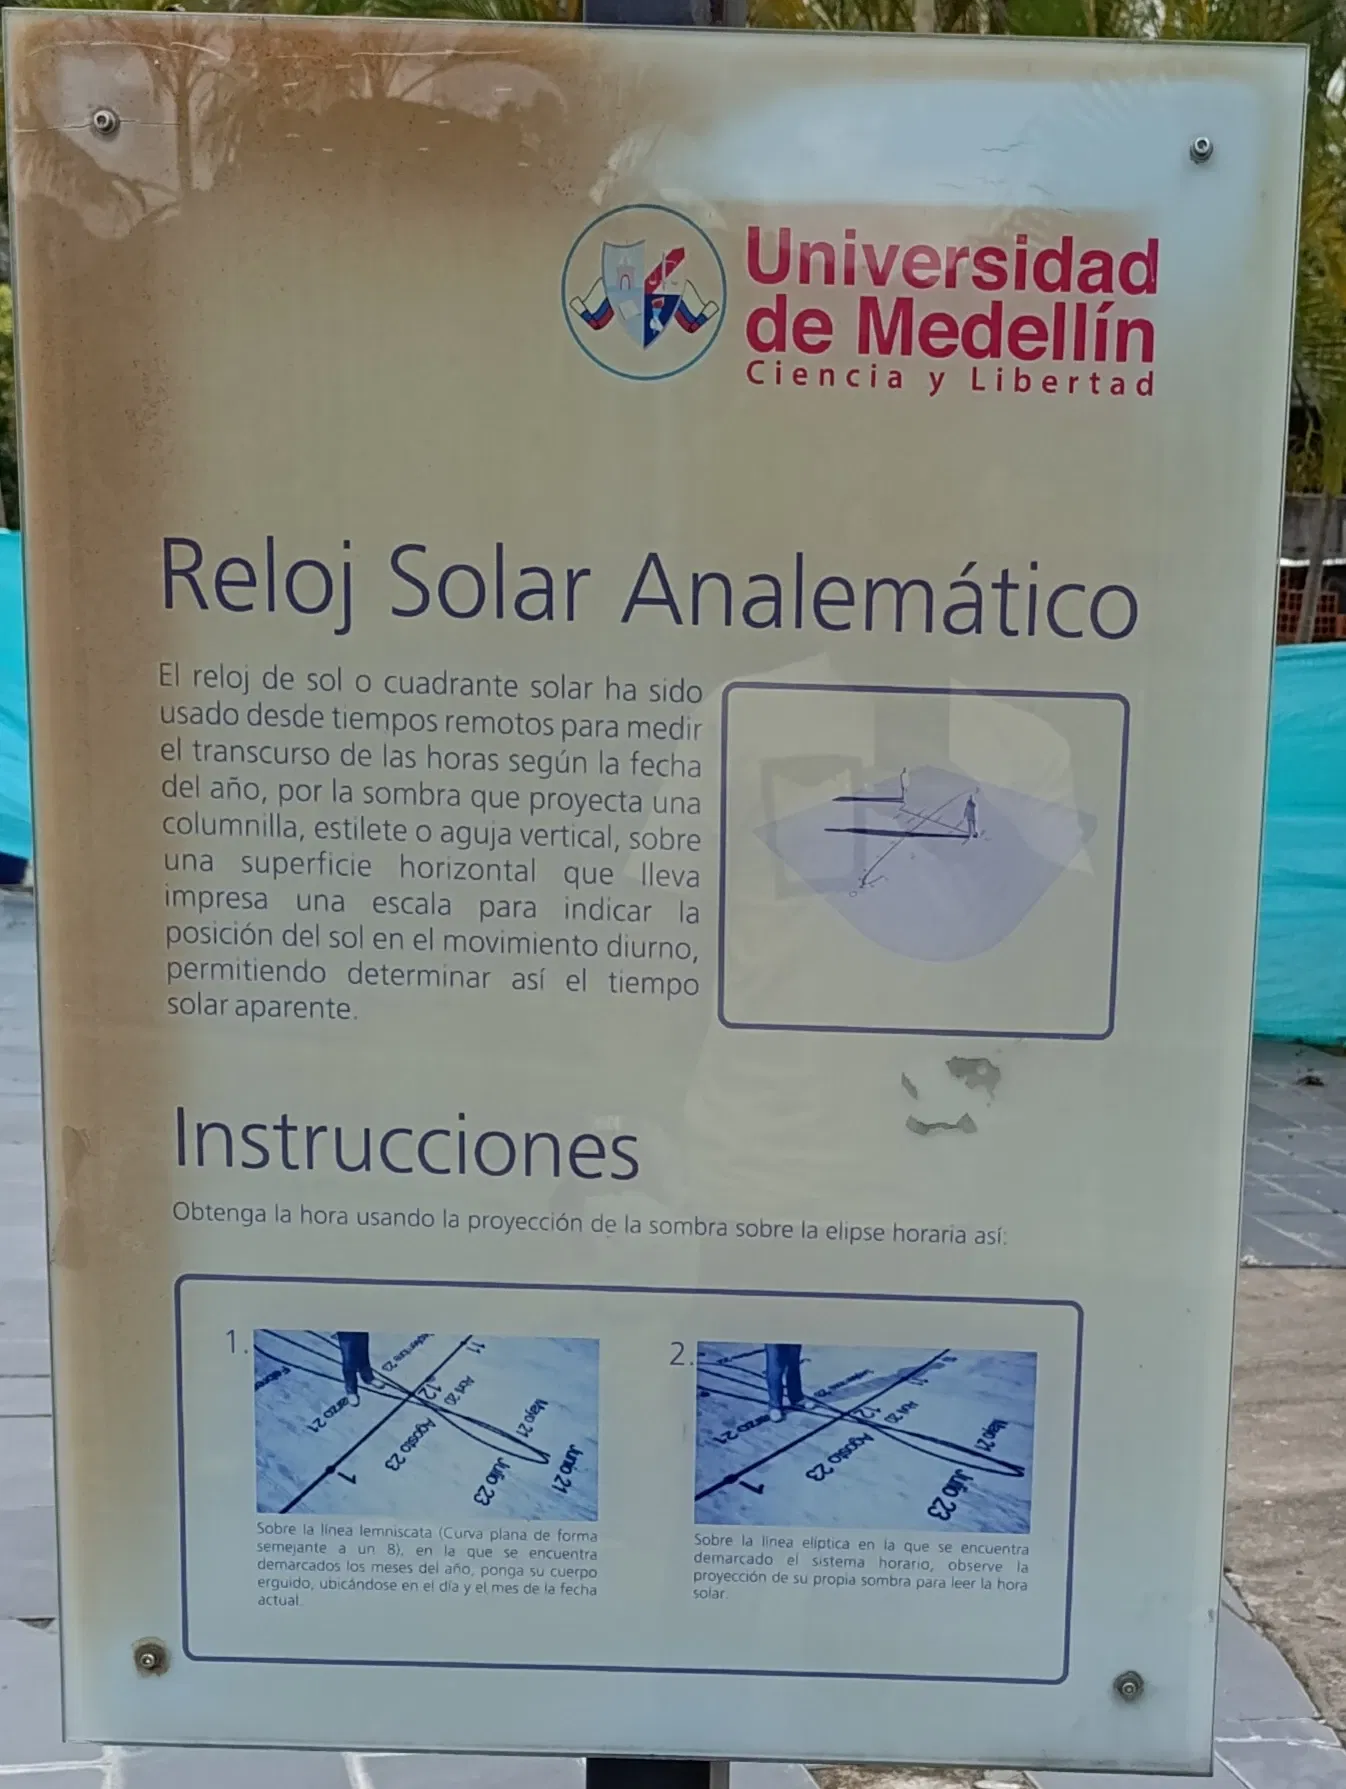 Universidad
de Medellín
Ciencia y Libertad
Reloj Solar Analemático
El reloj de sol o cuadrante solar ha sido
usado desde tiempos remotos para medir
el transcurso de las horas según la fecha
del año, por la sombra que proyecta una
columnilla, estilete o aguja vertical, sobre
una superficie horizontal que lleva
impresa una escala para indicar la
posición del sol en el movimiento diurno,
permitiendo determinar así el tiempo
solar aparente.
Instrucciones
Obtenga la hora usando la proyección de la sombra sobre la elipse horaria así:
1.
11
12
Abril 20
Mayo 21
Agosto 23
Junio 21
Julio 23
1
Sobre la línea lemniscata (Curva plana de forma
semejante a un 8), en la que se encuentra
demarcados los meses del año, ponga su cuerpo
erguido, ubicándose en el día y el mes de la fecha
actual.
2.
11
12
Mayo 21
Agosto 23
Julio 23
1
Sobre la línea elíptica en la que se encuentra
demarcado el sistema horario, observe la
proyección de su propia sombra para leer la hora
solar.